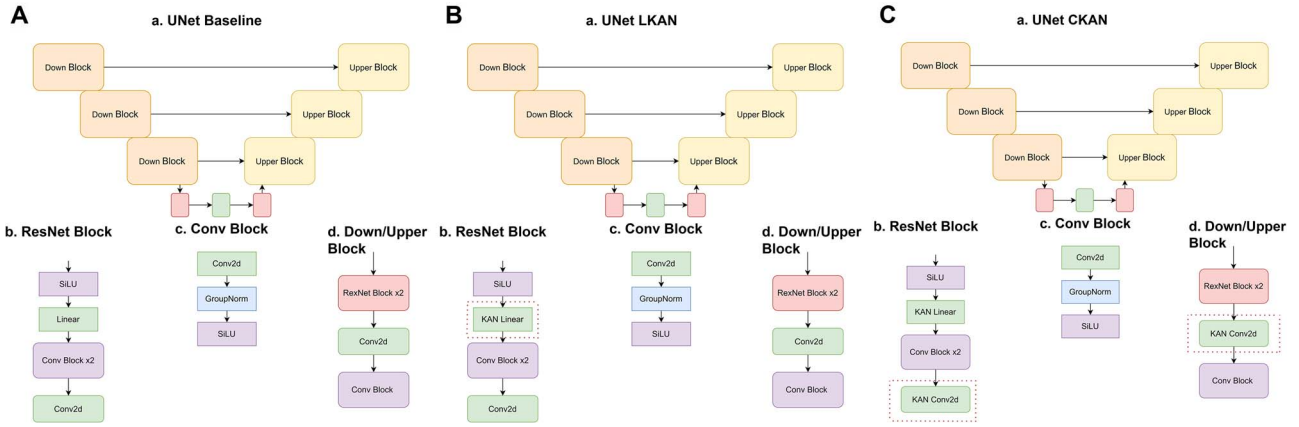 A
a. UNet Baseline
Down Block
Upper Block
Down Block
Upper Block
Down Block
Upper Block
b. ResNet Block
SiLU
Linear
Conv Block x2
Conv2d
c. Conv Block
Conv2d
GroupNorm
SiLU
d. Down/Upper
Block
RexNet Block x2
Conv2d
Conv Block
B
a. UNet LKAN
Down Block
Upper Block
Down Block
Upper Block
Down Block
Upper Block
b. ResNet Block
SiLU
KAN Linear
Conv Block x2
Conv2d
c. Conv Block
Conv2d
GroupNorm
SiLU
d. Down/Upper
Block
RexNet Block x2
Conv2d
Conv Block
C
a. UNet CKAN
Down Block
Upper Block
Down Block
Upper Block
Down Block
Upper Block
b. ResNet Block
SiLU
KAN Linear
Conv Block x2
KAN Conv2d
c. Conv Block
Conv2d
GroupNorm
SiLU
d. Down/Upper
Block
RexNet Block x2
KAN Conv2d
Conv Block